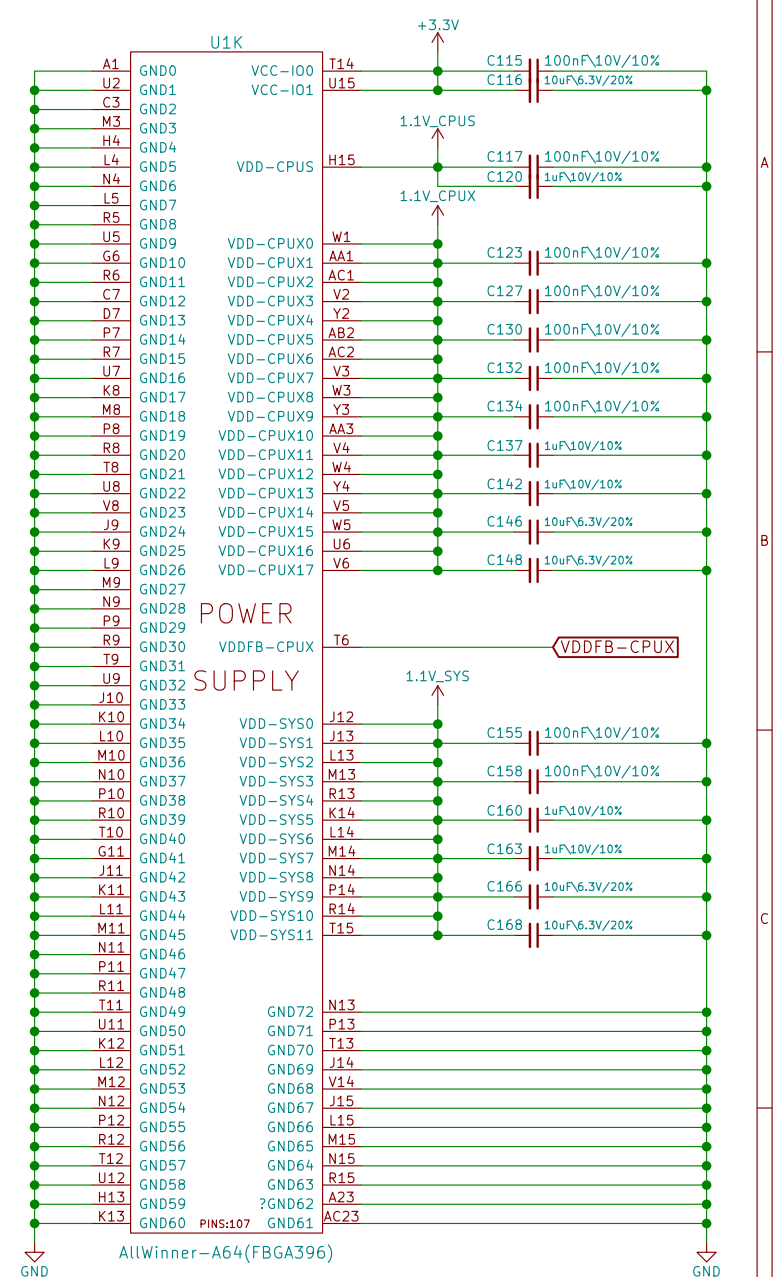 +3.3V
U1K
A1 GND0 VCC-IO0 T14 C115 100nF\10V/10%
U2 GND1 VCC-IO1 U15 C116 10uF\6.3V/20%
C3 GND2
M3 GND3 1.1V_CPUS
H4 GND4
L4 GND5 VDD-CPUS H15 C117 100nF\10V/10% A
N4 GND6 C120 1uF\10V/10%
L5 GND7 1.1V_CPUX
R5 GND8
U5 GND9 VDD-CPUX0 W1
G6 GND10 VDD-CPUX1 AA1 C123 100nF\10V/10%
R6 GND11 VDD-CPUX2 AC1
C7 GND12 VDD-CPUX3 V2 C127 100nF\10V/10%
D7 GND13 VDD-CPUX4 Y2
P7 GND14 VDD-CPUX5 AB2 C130 100nF\10V/10%
R7 GND15 VDD-CPUX6 AC2
U7 GND16 VDD-CPUX7 V3 C132 100nF\10V/10%
K8 GND17 VDD-CPUX8 W3
M8 GND18 VDD-CPUX9 Y3 C134 100nF\10V/10%
P8 GND19 VDD-CPUX10 AA3
R8 GND20 VDD-CPUX11 V4 C137 1uF\10V/10%
T8 GND21 VDD-CPUX12 W4
U8 GND22 VDD-CPUX13 Y4 C142 1uF\10V/10%
V8 GND23 VDD-CPUX14 V5
J9 GND24 VDD-CPUX15 W5 C146 10uF\6.3V/20% B
K9 GND25 VDD-CPUX16 U6
L9 GND26 VDD-CPUX17 V6 C148 10uF\6.3V/20%
M9 GND27
N9 GND28 POWER
P9 GND29
R9 GND30 VDDFB-CPUX T6 VDDFB-CPUX
T9 GND31
U9 GND32 SUPPLY 1.1V_SYS
J10 GND33
K10 GND34 VDD-SYS0 J12
L10 GND35 VDD-SYS1 J13 C155 100nF\10V/10%
M10 GND36 VDD-SYS2 L13
N10 GND37 VDD-SYS3 M13 C158 100nF\10V/10%
P10 GND38 VDD-SYS4 R13
R10 GND39 VDD-SYS5 K14 C160 1uF\10V/10%
T10 GND40 VDD-SYS6 L14
G11 GND41 VDD-SYS7 M14 C163 1uF\10V/10%
J11 GND42 VDD-SYS8 N14
K11 GND43 VDD-SYS9 P14 C166 10uF\6.3V/20%
L11 GND44 VDD-SYS10 R14 C
M11 GND45 VDD-SYS11 T15 C168 10uF\6.3V/20%
N11 GND46
P11 GND47
R11 GND48
T11 GND49 GND72 N13
U11 GND50 GND71 P13
K12 GND51 GND70 T13
L12 GND52 GND69 J14
M12 GND53 GND68 V14
N12 GND54 GND67 J15
P12 GND55 GND66 L15
R12 GND56 GND65 M15
T12 GND57 GND64 N15
U12 GND58 GND63 R15
H13 GND59 ?GND62 A23
K13 GND60 PINS:107 GND61 AC23
AllWinner-A64(FBGA396)
GND GND